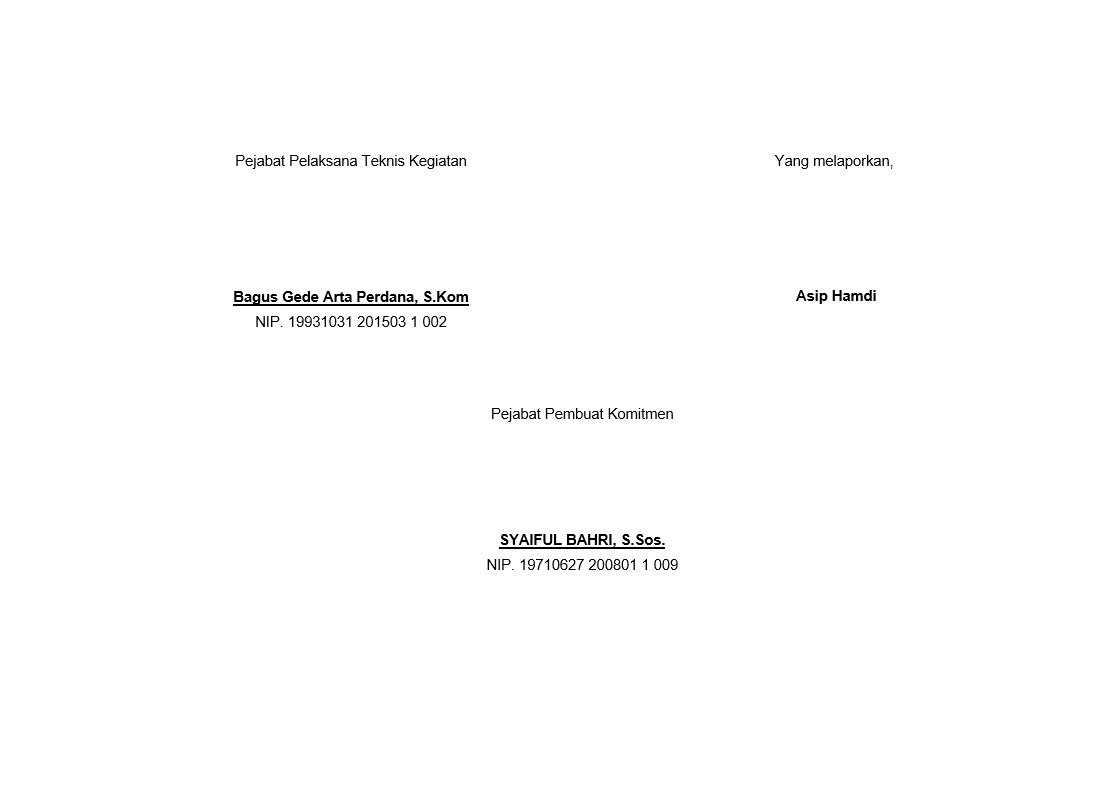 Pejabat Pelaksana Teknis Kegiatan
Yang melaporkan,
Bagus Gede Arta Perdana, S.Kom
Asip Hamdi
NIP. 19931031 201503 1 002
Pejabat Pembuat Komitmen
SYAIFUL BAHRI, S.Sos.
NIP. 19710627 200801 1 009